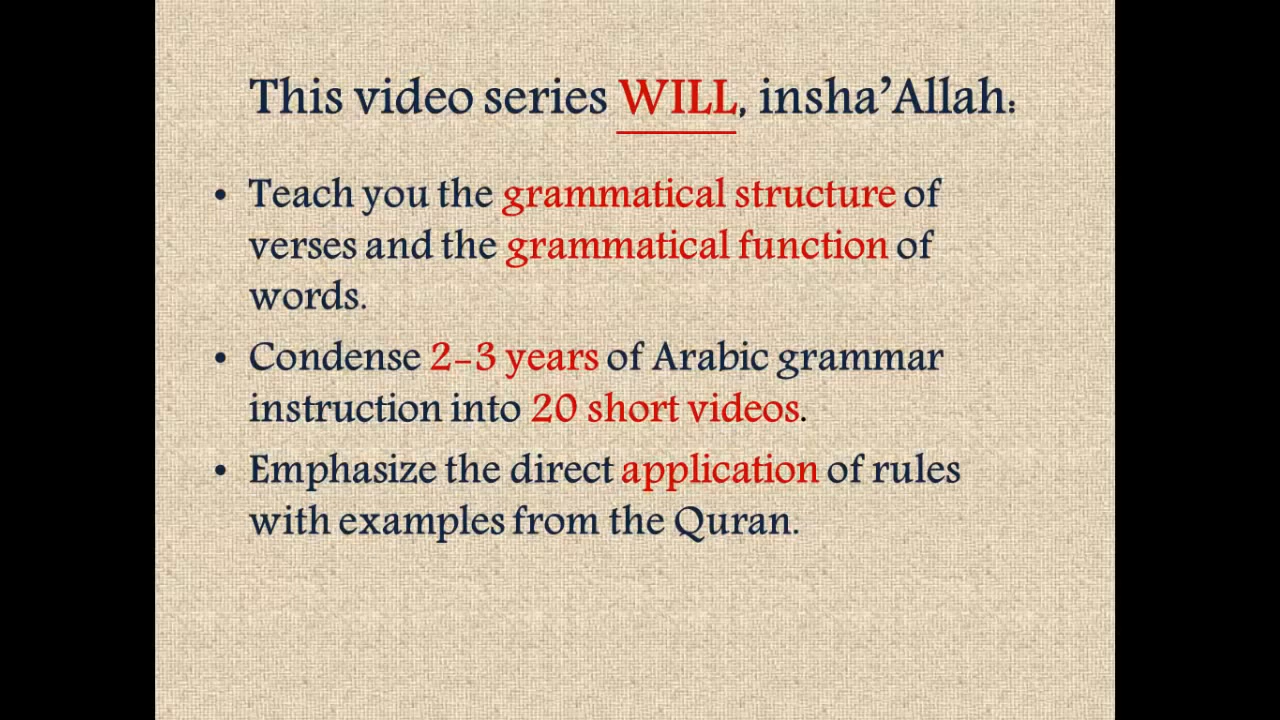 This video series WILL, insha’Allah:
• Teach you the grammatical structure of
verses and the grammatical function of
words.
• Condense 2-3 years of Arabic grammar
instruction into 20 short videos.
• Emphasize the direct application of rules
with examples from the Quran.